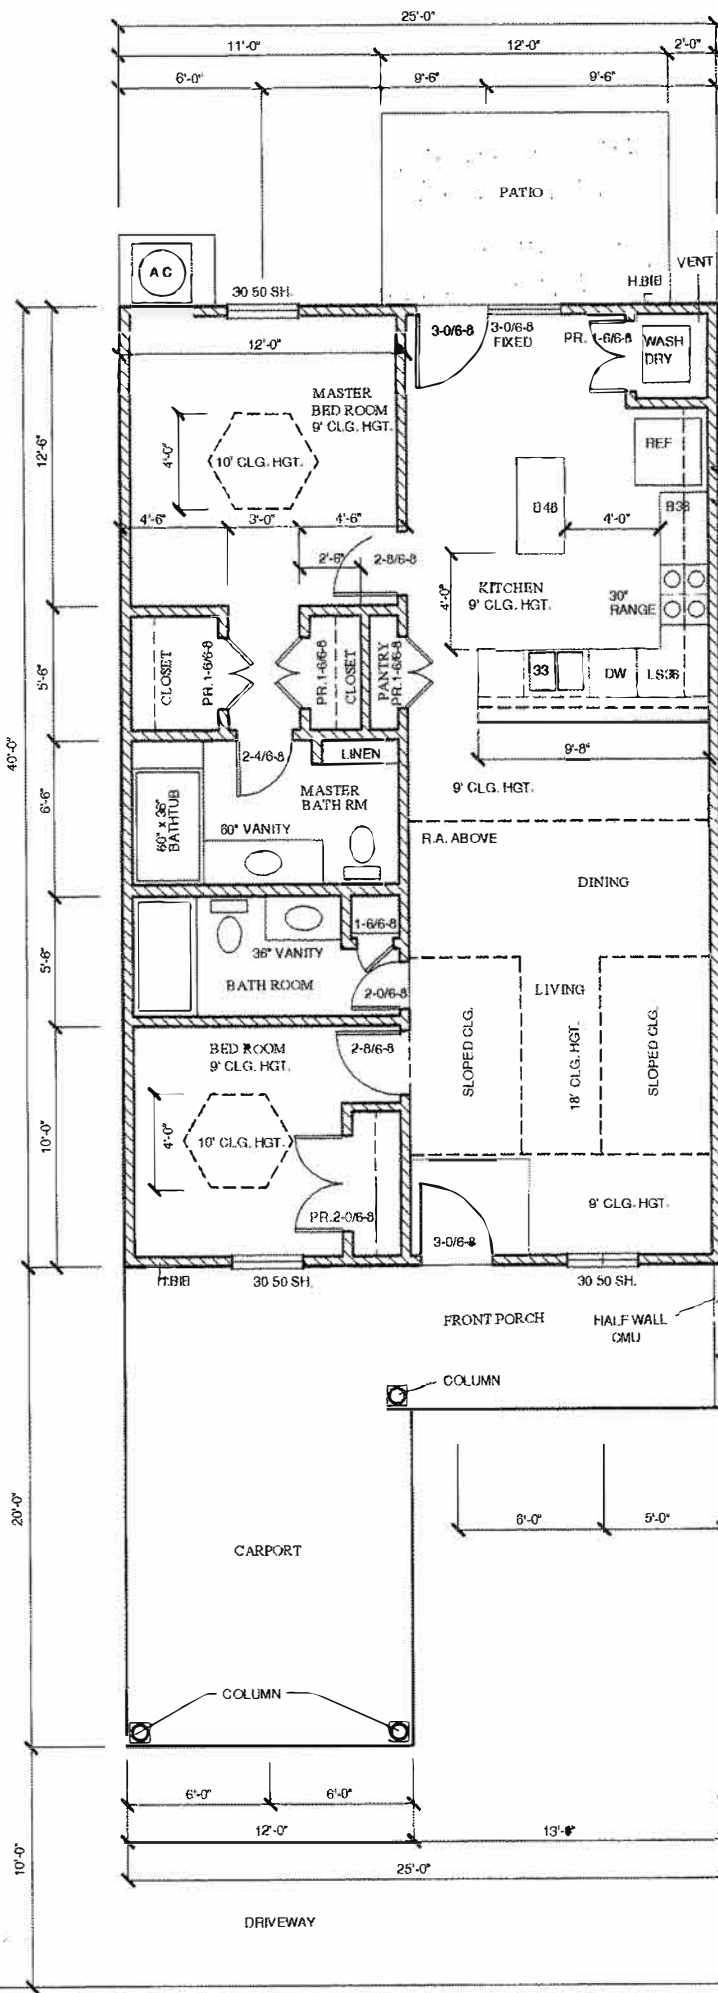 25'-0"
11'-0"
12'-0"
2'-0"
6'-0"
9'-6"
9'-6"
PATIO
AC
30 50 SH.
H.BIB
VENT
3-0/6-8
3-0/6-8
FIXED
PR. 1-6/6-8
WASH
DRY
12'-0"
MASTER
BED ROOM
9' CLG. HGT.
4'-0"
10' CLG. HGT.
REF
12'-6"
B48
B36
4'-0"
4'-6"
3'-0"
4'-6"
2'-6"
2-8/6-8
4'-0"
KITCHEN
9' CLG. HGT.
30"
RANGE
CLOSET
PR. 1-6/6-8
PR. 1-6/6-8
CLOSET
PANTRY
PR. 1-6/6-8
33
DW
LS36
5'-6"
40'-0"
2-4/6-8
LINEN
9'-8"
9' CLG. HGT.
60" x 36"
BATHTUB
MASTER
BATH RM
60" VANITY
6'-6"
R.A. ABOVE
DINING
1-6/6-8
36" VANITY
BATH ROOM
2-0/6-8
5'-8"
LIVING
SLOPED CLG.
18' CLG. HGT.
SLOPED CLG.
BED ROOM
9' CLG. HGT.
2-8/6-8
4'-0"
10' CLG. HGT.
10'-0"
PR.2-0/6-8
9' CLG. HGT.
3-0/6-8
H.BIB
30 50 SH.
30 50 SH.
FRONT PORCH
HALF WALL
CMU
COLUMN
6'-0"
5'-0"
20'-0"
CARPORT
COLUMN
6'-0"
6'-0"
12'-0"
25'-0"
10'-0"
DRIVEWAY